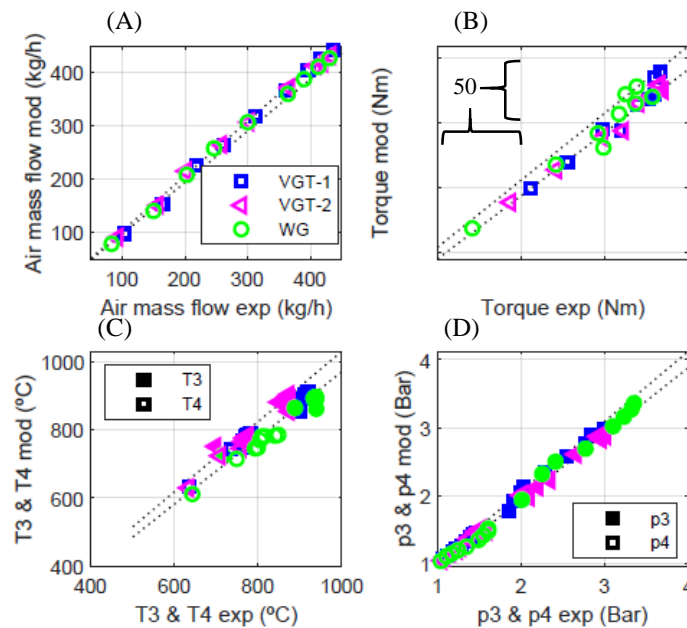 (A)
(B)
Air mass flow mod (kg/h)
400
300
200
100
VGT-1
VGT-2
WG
100
200
300
400
Air mass flow exp (kg/h)
Torque mod (Nm)
50
10
Torque exp (Nm)
(C)
(D)
T3 & T4 mod (ºC)
1000
800
600
400
T3
T4
400
600
800
1000
T3 & T4 exp (ºC)
p3 & p4 mod (Bar)
4
3
2
1
p3
p4
1
2
3
4
p3 & p4 exp (Bar)